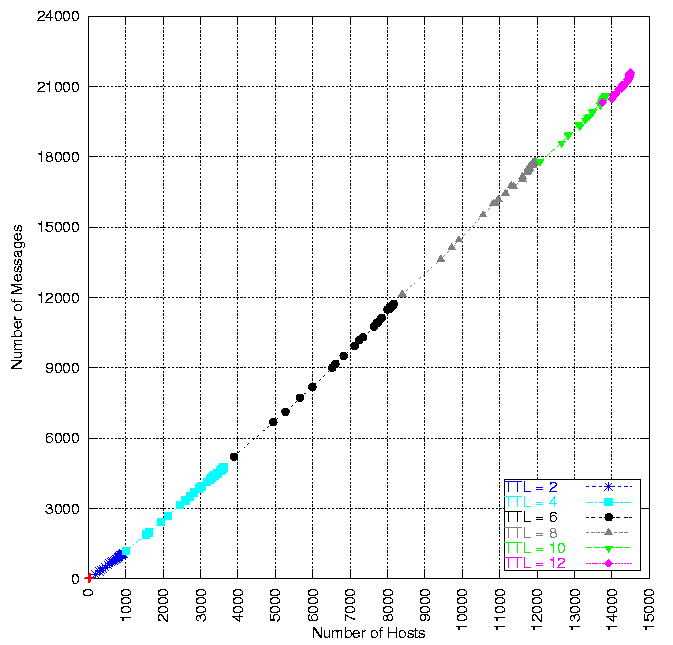 24000
21000
18000
15000
12000
9000
6000
3000
0
Number of Messages
TTL = 2
TTL = 4
TTL = 6
TTL = 8
TTL = 10
TTL = 12
0 1000 2000 3000 4000 5000 6000 7000 8000 9000 10000 11000 12000 13000 14000 15000
Number of Hosts